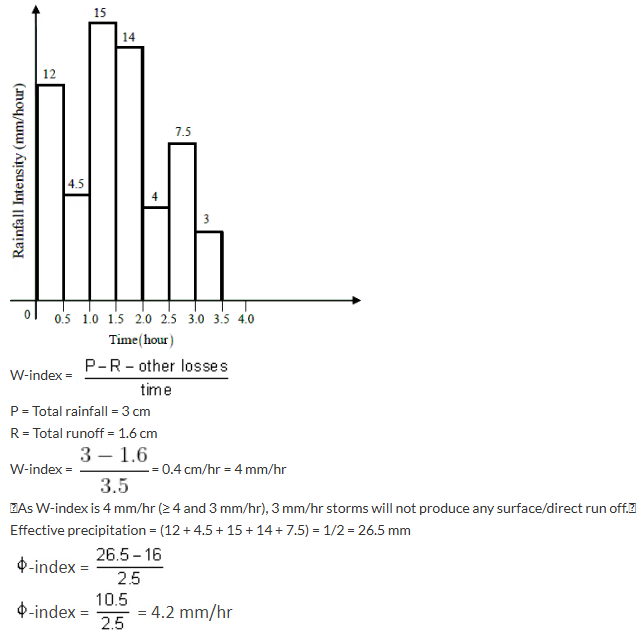 15
14
12
7.5
4.5
4
3
Rainfall Intensity (mm/hour)
0 0.5 1.0 1.5 2.0 2.5 3.0 3.5 4.0
Time(hour)
W-index = P – R – other losses / time
P = Total rainfall = 3 cm
R = Total runoff = 1.6 cm
W-index = 3 − 1.6 / 3.5 = 0.4 cm/hr = 4 mm/hr
⍰As W-index is 4 mm/hr (≥ 4 and 3 mm/hr), 3 mm/hr storms will not produce any surface/direct run off.⍰
Effective precipitation = (12 + 4.5 + 15 + 14 + 7.5) = 1/2 = 26.5 mm
ϕ-index = 26.5 – 16 / 2.5
ϕ-index = 10.5 / 2.5 = 4.2 mm/hr